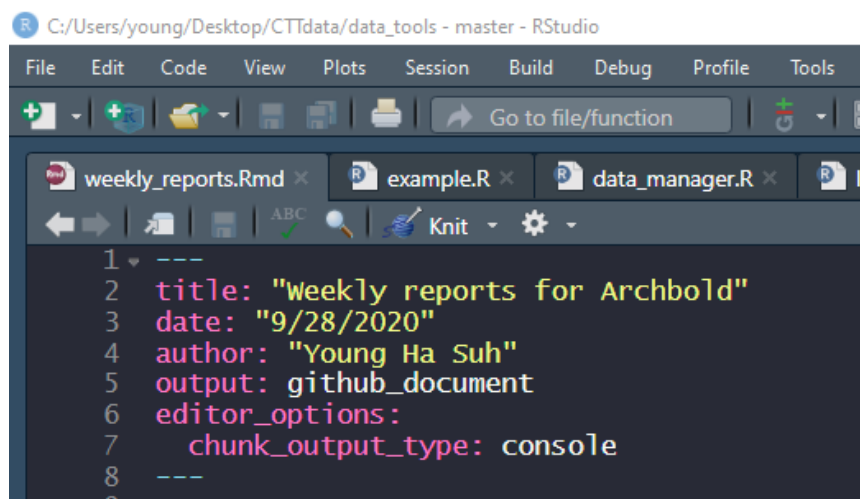 C:/Users/young/Desktop/CTTdata/data_tools - master - RStudio
File Edit Code View Plots Session Build Debug Profile Tools
Go to file/function
weekly_reports.Rmd × example.R × data_manager.R ×
ABC Knit
1 ---
2 title: "Weekly reports for Archbold"
3 date: "9/28/2020"
4 author: "Young Ha Suh"
5 output: github_document
6 editor_options:
7   chunk_output_type: console
8 ---